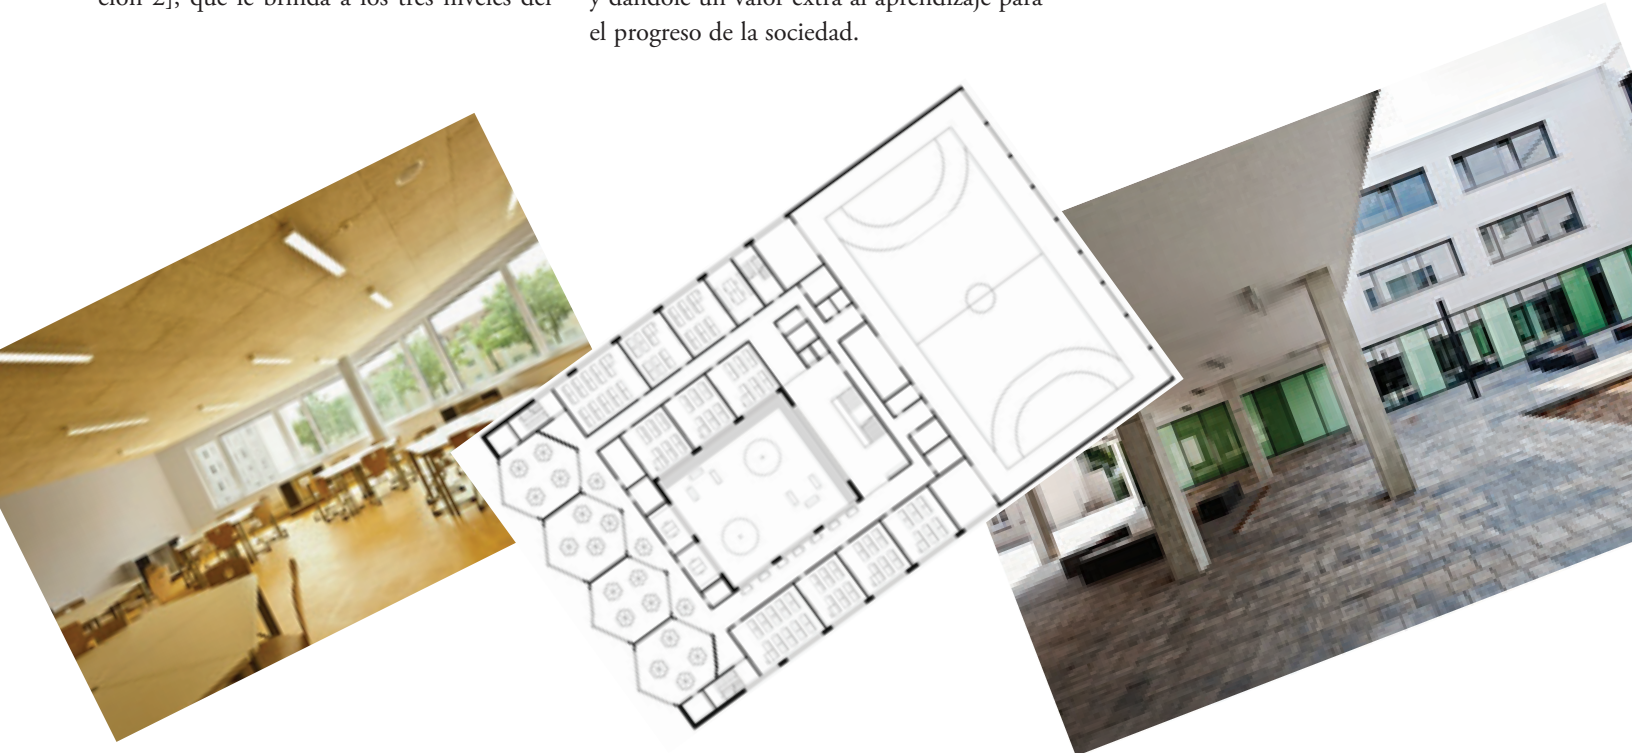 ción 2], que le brinda a los tres niveles del
y dándole un valor extra al aprendizaje para
el progreso de la sociedad.